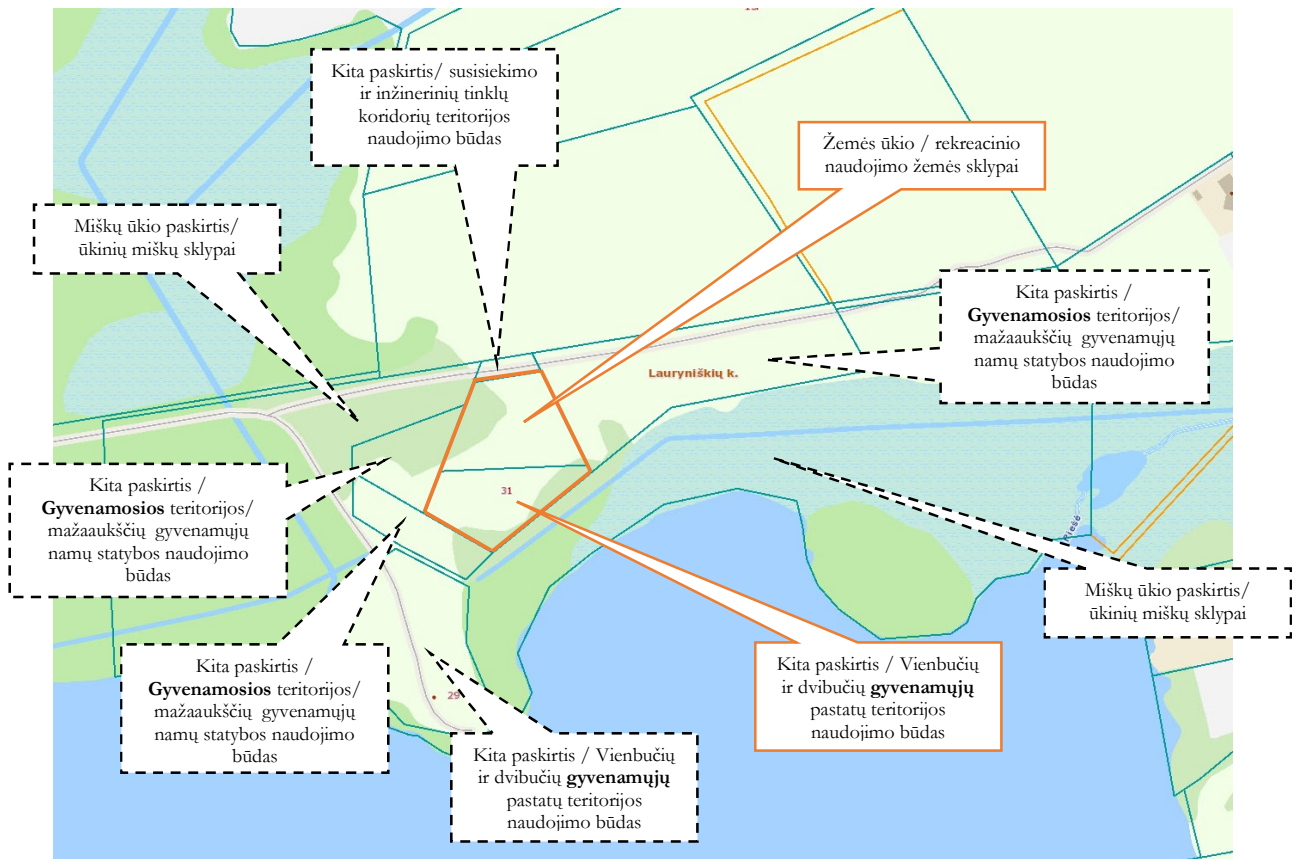 Kita paskirtis/ susisiekimo
ir inžinerinių tinklų
koridorių teritorijos
naudojimo būdas
Žemės ūkio / rekreacinio
naudojimo žemės sklypai
Miškų ūkio paskirtis/
ūkinių miškų sklypai
Kita paskirtis /
Gyvenamosios teritorijos/
mažaaukščių gyvenamųjų
namų statybos naudojimo
būdas
Lauryniškių k.
31
Kita paskirtis /
Gyvenamosios teritorijos/
mažaaukščių gyvenamųjų
namų statybos naudojimo
būdas
Piešė
Miškų ūkio paskirtis/
ūkinių miškų sklypai
Kita paskirtis /
Gyvenamosios teritorijos/
mažaaukščių gyvenamųjų
namų statybos naudojimo
būdas
29
Kita paskirtis / Vienbučių
ir dvibučių gyvenamųjų
pastatų teritorijos
naudojimo būdas
Kita paskirtis / Vienbučių
ir dvibučių gyvenamųjų
pastatų teritorijos
naudojimo būdas